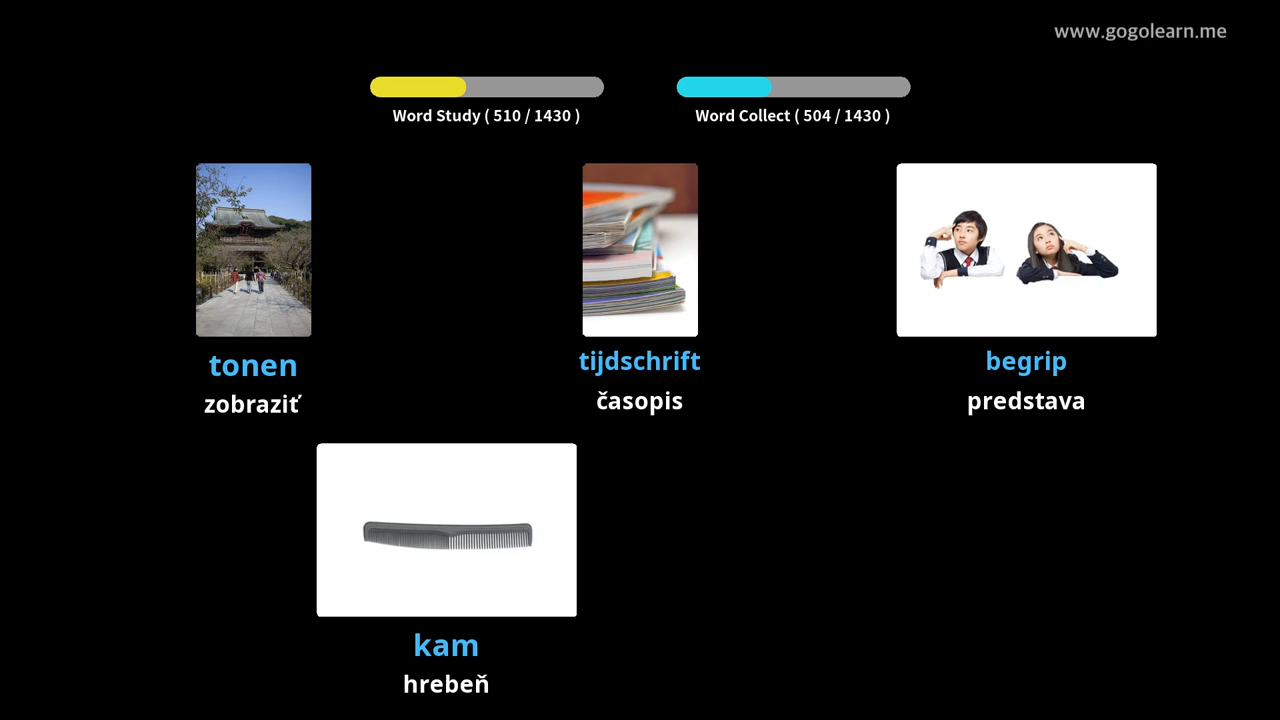 www.gogolearn.me
Word Study ( 510 / 1430 )
Word Collect ( 504 / 1430 )
tonen
zobraziť
tijdschrift
časopis
begrip
predstava
kam
hrebeň